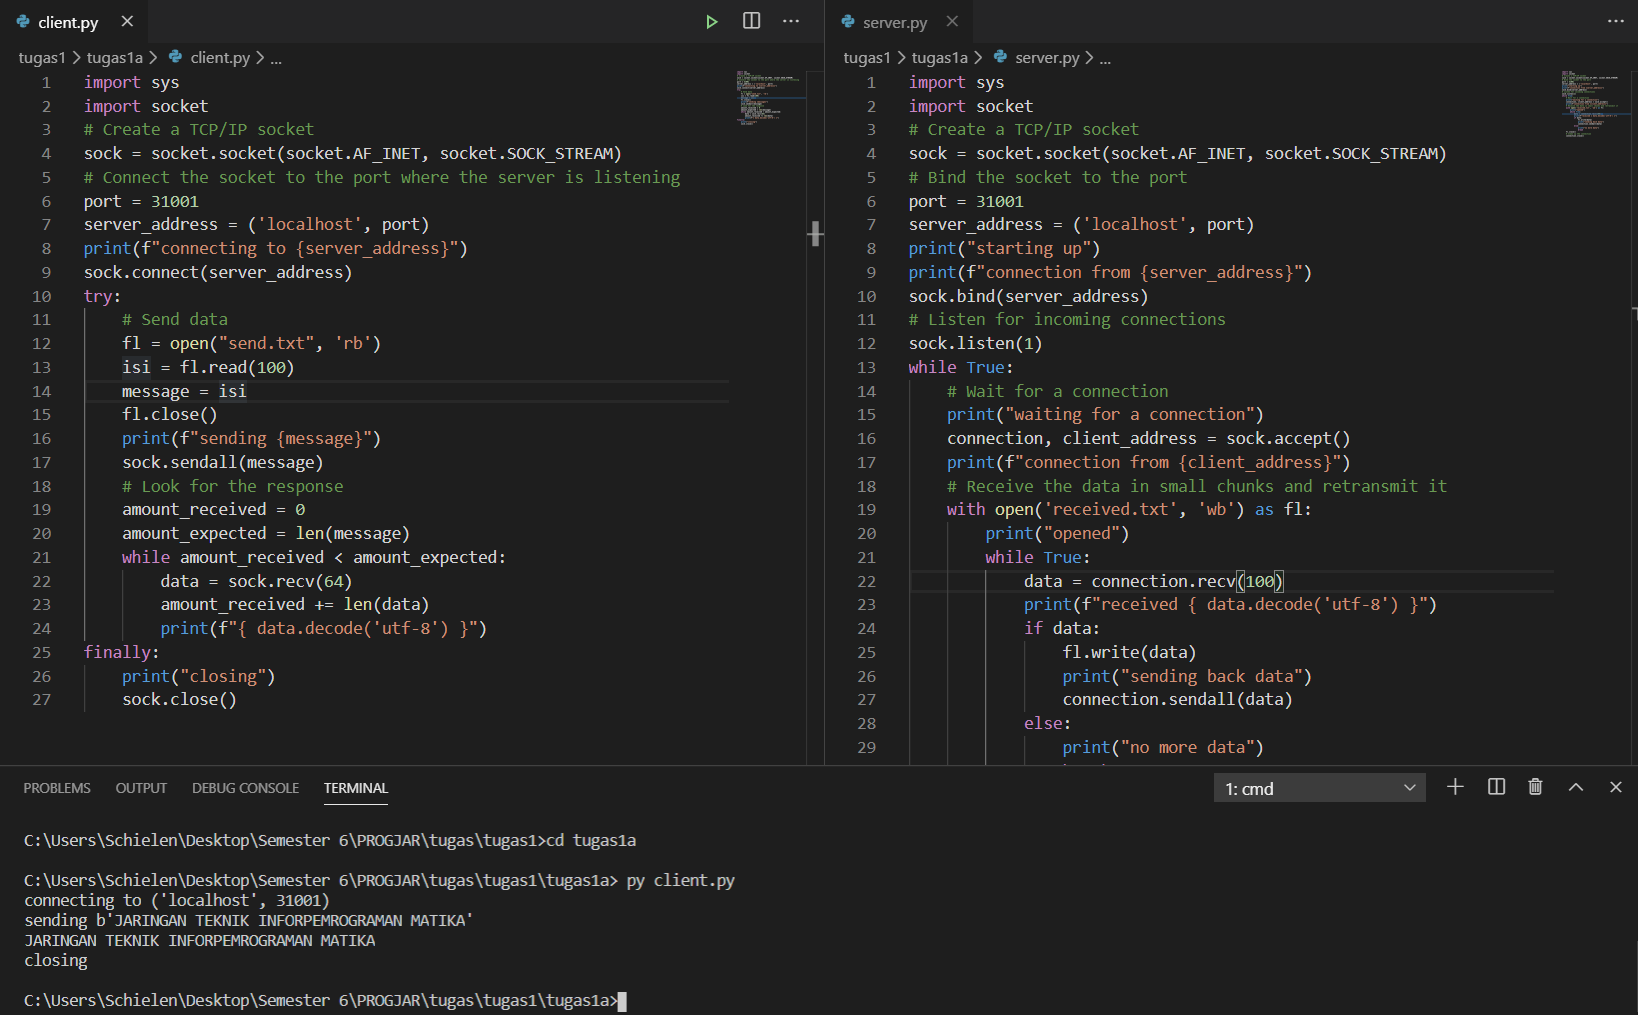 client.py
tugas1 > tugas1a > client.py > ...
1 import sys
2 import socket
3 # Create a TCP/IP socket
4 sock = socket.socket(socket.AF_INET, socket.SOCK_STREAM)
5 # Connect the socket to the port where the server is listening
6 port = 31001
7 server_address = ('localhost', port)
8 print(f"connecting to {server_address}")
9 sock.connect(server_address)
10 try:
11     # Send data
12     fl = open("send.txt", 'rb')
13     isi = fl.read(100)
14     message = isi
15     fl.close()
16     print(f"sending {message}")
17     sock.sendall(message)
18     # Look for the response
19     amount_received = 0
20     amount_expected = len(message)
21     while amount_received < amount_expected:
22         data = sock.recv(64)
23         amount_received += len(data)
24         print(f"{ data.decode('utf-8') }")
25 finally:
26     print("closing")
27     sock.close()
server.py
tugas1 > tugas1a > server.py > ...
1 import sys
2 import socket
3 # Create a TCP/IP socket
4 sock = socket.socket(socket.AF_INET, socket.SOCK_STREAM)
5 # Bind the socket to the port
6 port = 31001
7 server_address = ('localhost', port)
8 print("starting up")
9 print(f"connection from {server_address}")
10 sock.bind(server_address)
11 # Listen for incoming connections
12 sock.listen(1)
13 while True:
14     # Wait for a connection
15     print("waiting for a connection")
16     connection, client_address = sock.accept()
17     print(f"connection from {client_address}")
18     # Receive the data in small chunks and retransmit it
19     with open('received.txt', 'wb') as fl:
20         print("opened")
21         while True:
22             data = connection.recv(100)
23             print(f"received { data.decode('utf-8') }")
24             if data:
25                 fl.write(data)
26                 print("sending back data")
27                 connection.sendall(data)
28             else:
29                 print("no more data")
PROBLEMS OUTPUT DEBUG CONSOLE TERMINAL 1: cmd
C:\Users\Schielen\Desktop\Semester 6\PROGJAR\tugas\tugas1>cd tugas1a
C:\Users\Schielen\Desktop\Semester 6\PROGJAR\tugas\tugas1\tugas1a> py client.py
connecting to ('localhost', 31001)
sending b'JARINGAN TEKNIK INFORPEMROGRAMAN MATIKA'
JARINGAN TEKNIK INFORPEMROGRAMAN MATIKA
closing
C:\Users\Schielen\Desktop\Semester 6\PROGJAR\tugas\tugas1\tugas1a>